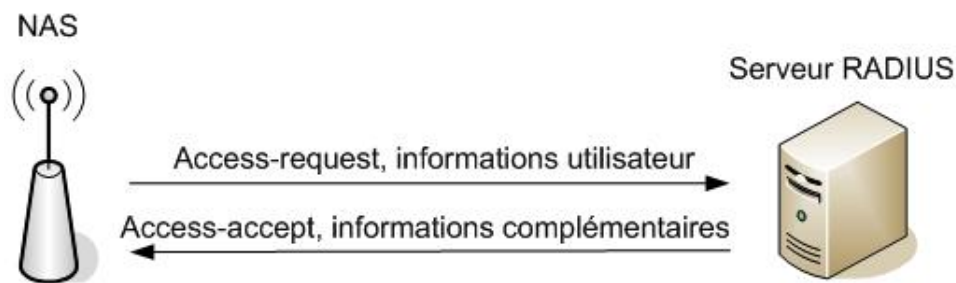 NAS
Serveur RADIUS
Access-request, informations utilisateur
Access-accept, informations complémentaires